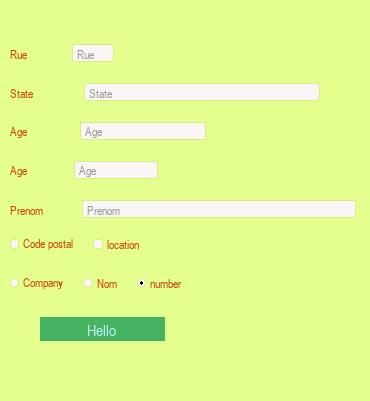 Rue Rue
State State
Age Age
Age Age
Prenom Prenom
Code postal location
Company Nom number
Hello